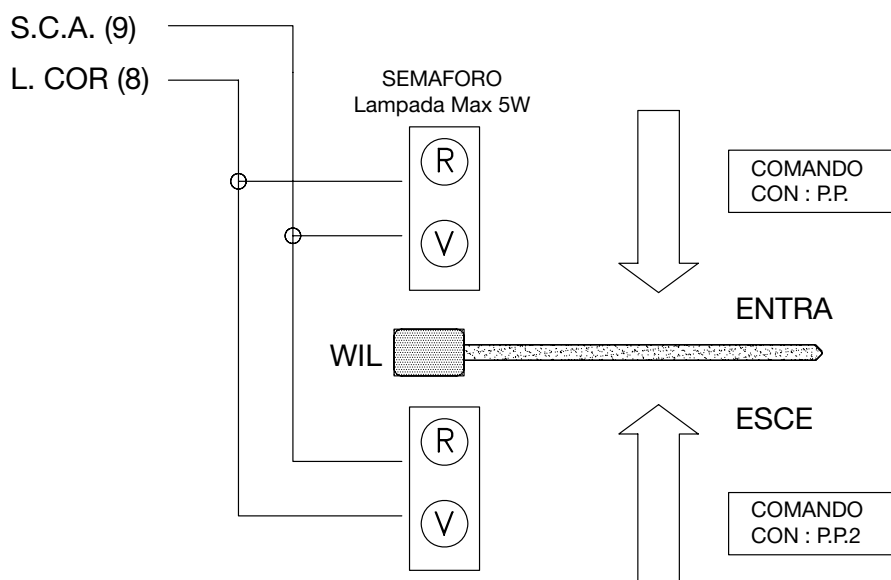 S.C.A. (9)
L. COR (8)
SEMAFORO
Lampada Max 5W
R
V
COMANDO
CON : P.P.
ENTRA
WIL
ESCE
R
V
COMANDO
CON : P.P.2